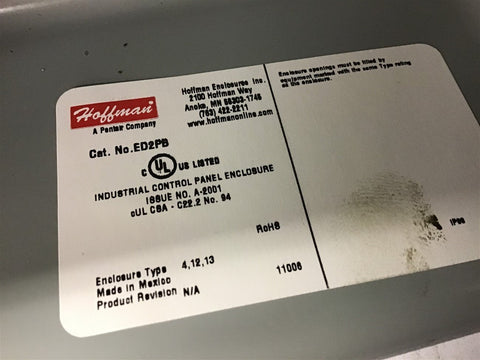 Hoffman
A Pentair Company
Hoffman Enclosures Inc.
2100 Hoffman Way
Anoka, MN 55303-1745
(763) 422-2211
www.hoffmanonline.com
Cat. No. ED2PB
C UL US LISTED
INDUSTRIAL CONTROL PANEL ENCLOSURE
ISSUE NO. A-2001
cUL CSA - C22.2 No. 94
RoHS
Enclosure Type 4,12,13
Made in Mexico
Product Revision N/A
11006
Enclosure openings must be filled by
equipment marked with the same Type rating
as the enclosure.